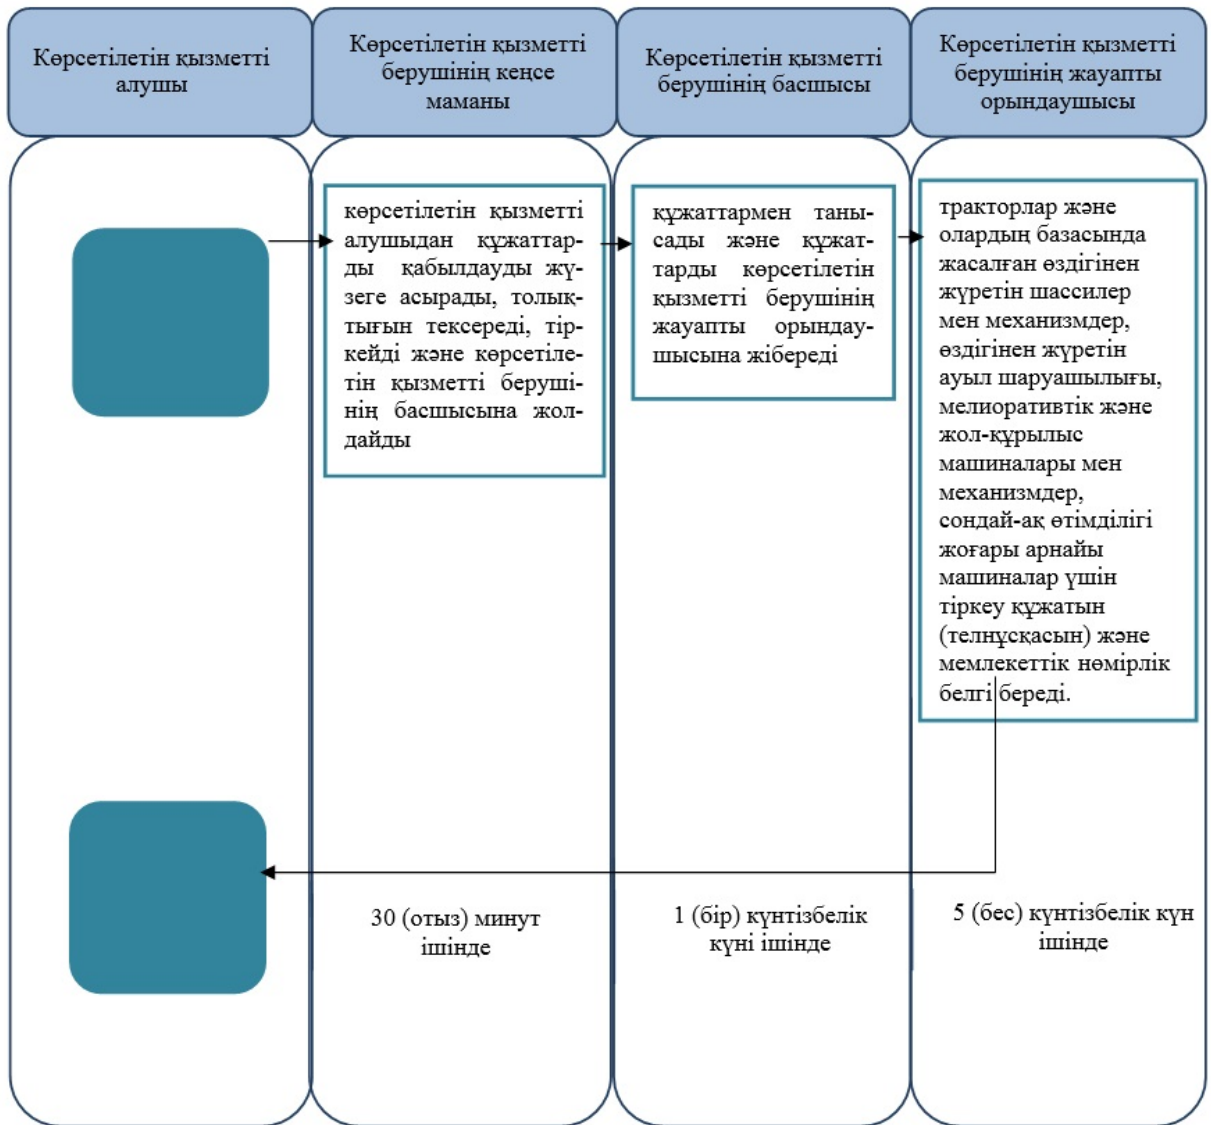 Көрсетілетін қызметті
алушы
Көрсетілетін қызметті
берушінің кеңсе
маманы
Көрсетілетін қызметті
берушінің басшысы
Көрсетілетін қызметті
берушінің жауапты
орындаушысы
көрсетілетін қызметті
алушыдан құжаттар-
ды қабылдауды жү-
зеге асырады, толық-
тығын тексереді, тір-
кейді және көрсетіле-
тін қызметті беруші-
нің басшысына жол-
дайды
құжаттармен таны-
сады және құжат-
тарды көрсетілетін
қызметті берушінің
жауапты орындау-
шысына жібереді
тракторлар және
олардың базасында
жасалған өздігінен
жүретін шассилер
мен механизмдер,
өздігінен жүретін
ауыл шаруашылығы,
мелиоративтік және
жол-құрылыс
машиналары мен
механизмдер,
сондай-ақ өтімділігі
жоғары арнайы
машиналар үшін
тіркеу құжатын
(телнұсқасын) және
мемлекеттік нөмірлік
белгі береді.
30 (отыз) минут
ішінде
1 (бір) күнтізбелік
күні ішінде
5 (бес) күнтізбелік күн
ішінде